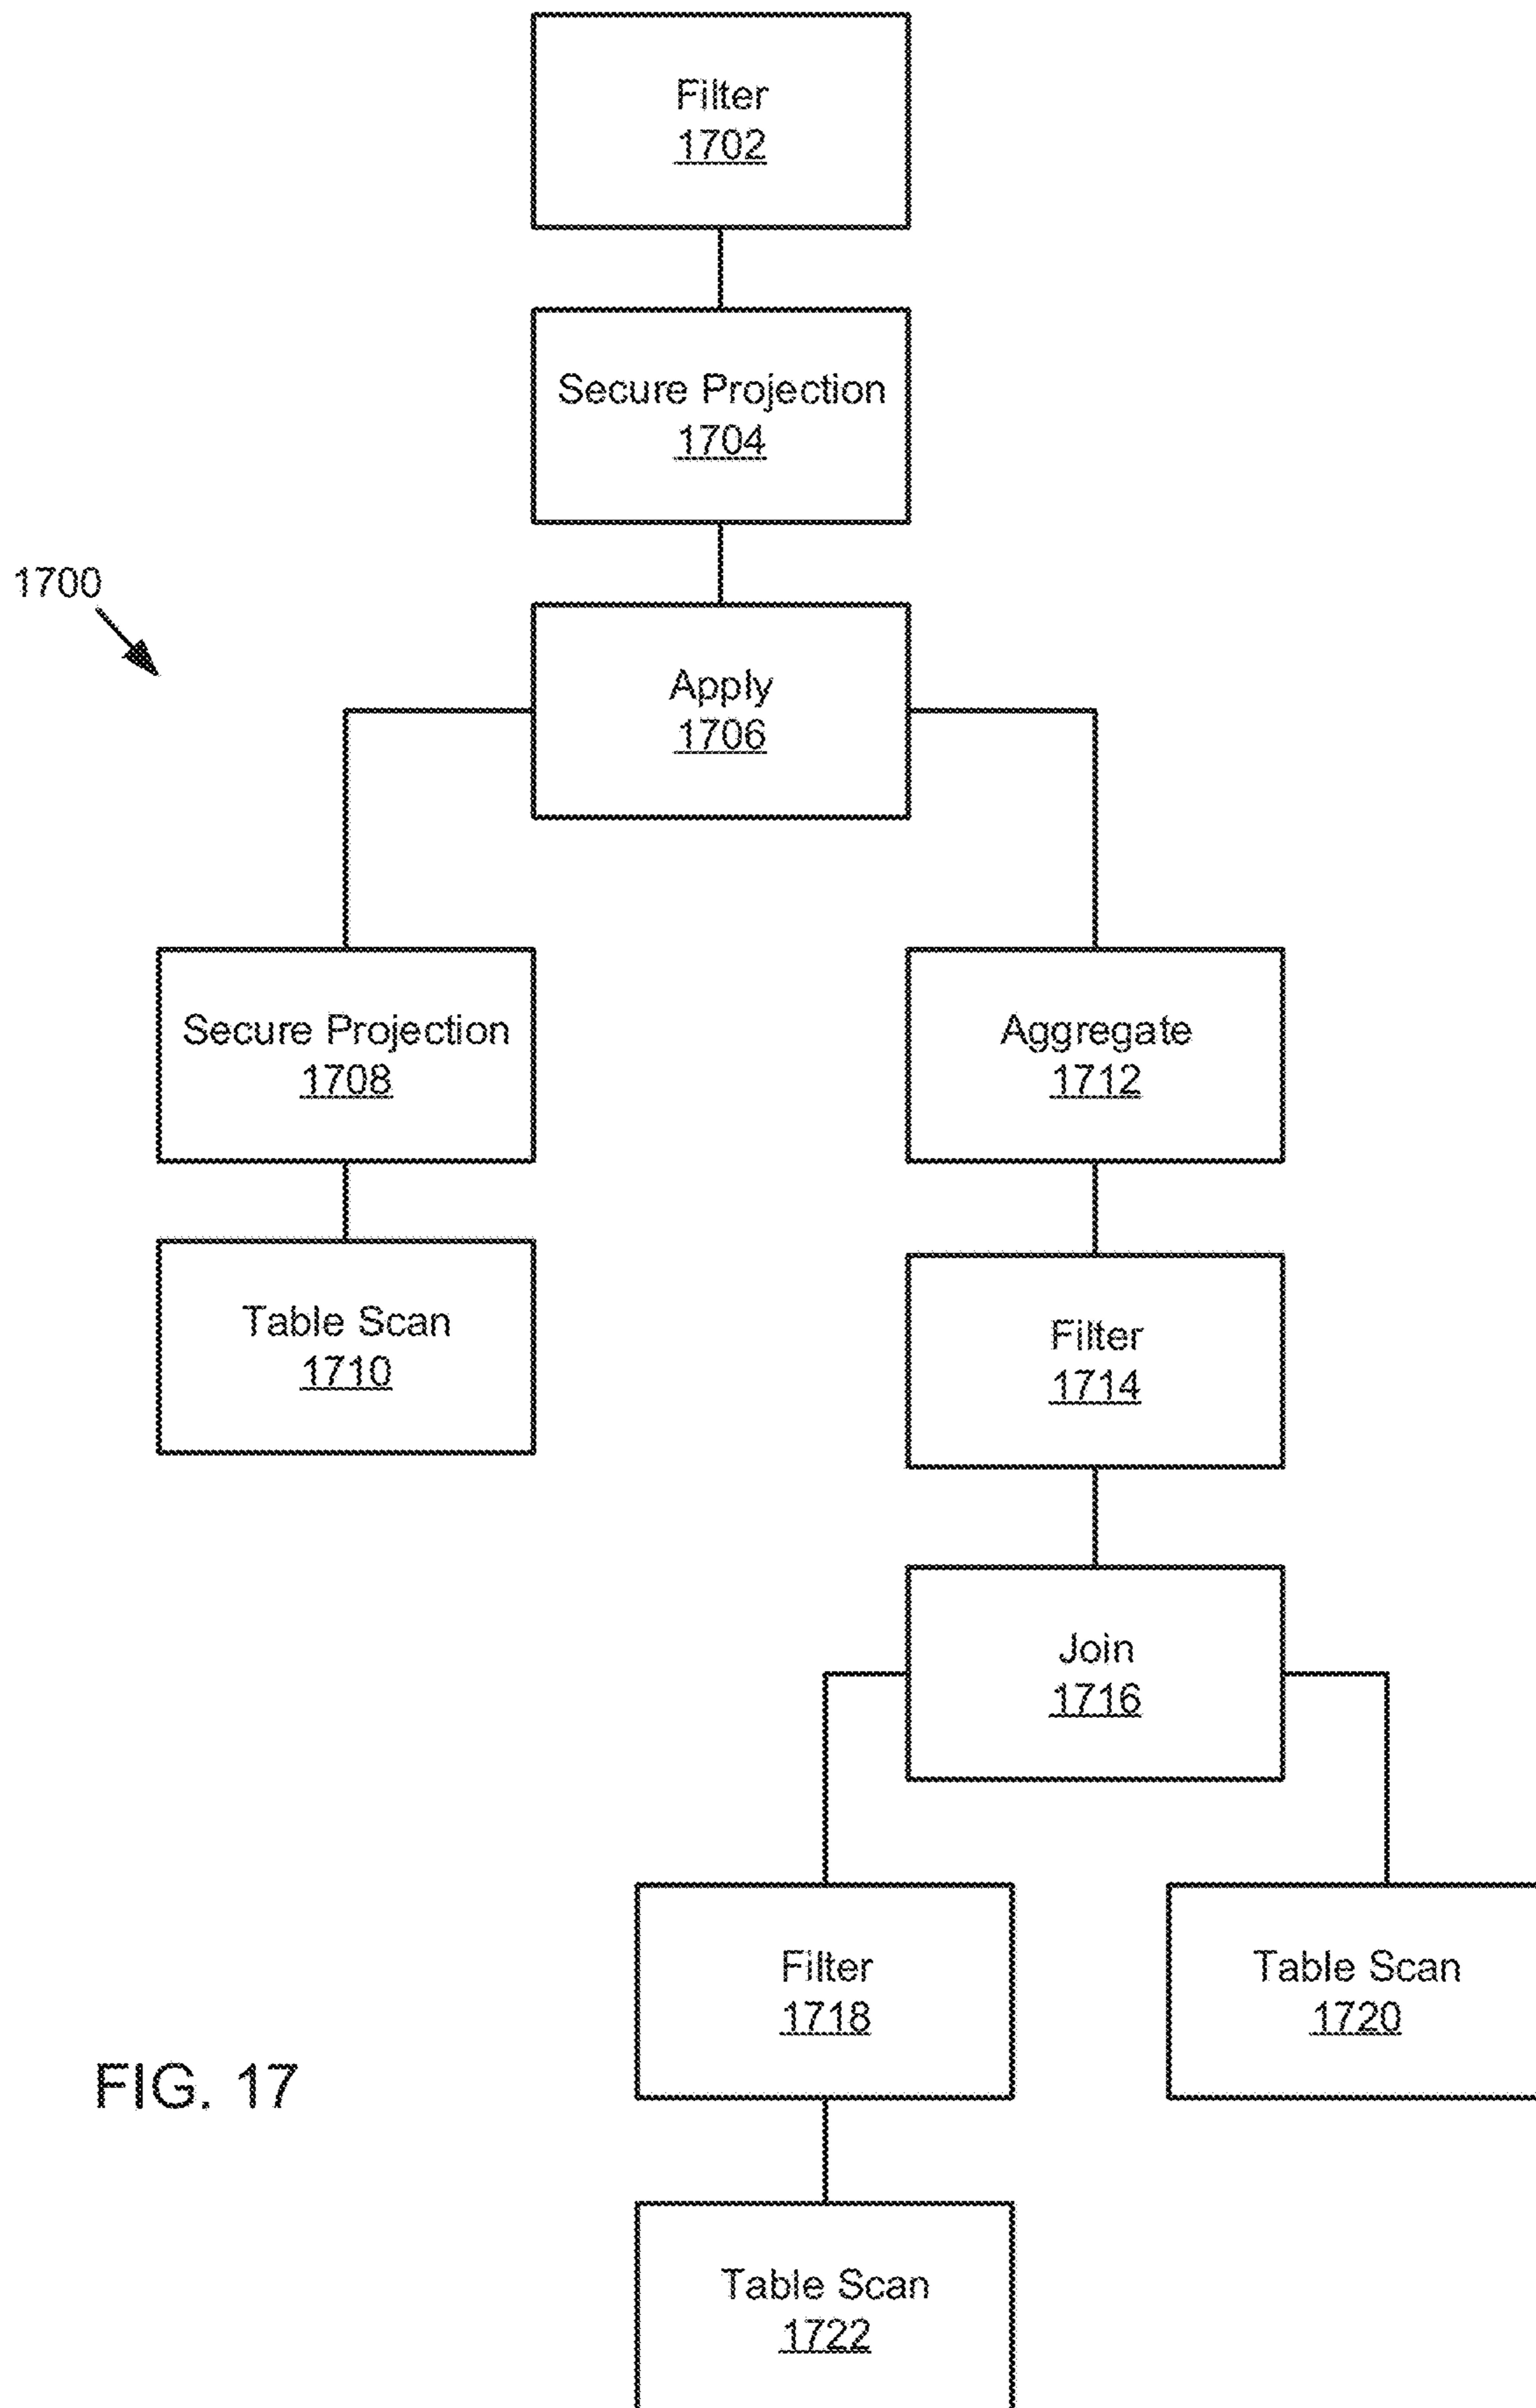 Filter
1702
Secure Projection
1704
1700
Apply
1706
Secure Projection
1708
Aggregate
1712
Table Scan
1710
Filter
1714
Join
1716
Filter
1718
Table Scan
1720
FIG. 17
Table Scan
1722